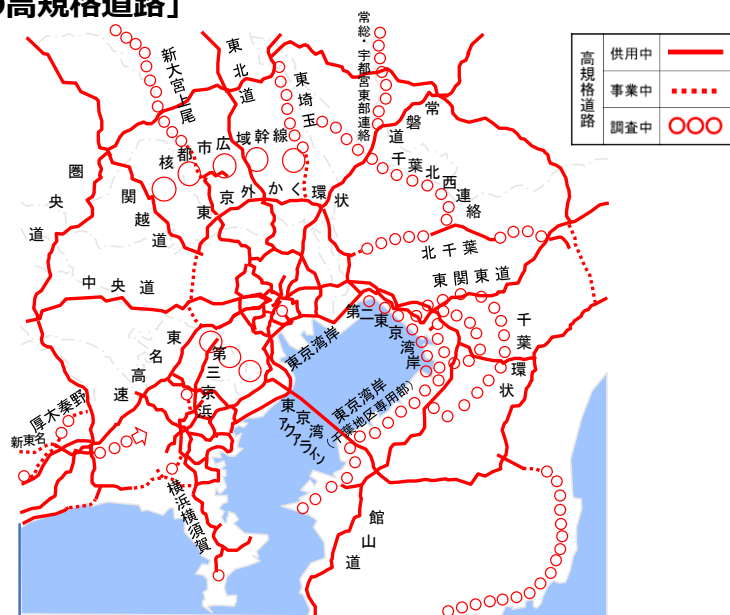 高規格道路」
高規格道路
供用中
事業中
調査中
新大宮上尾
東北道
東埼玉
常総・宇都宮東部連絡
常磐道
核都市広域幹線
千葉北西連絡
圏央道
関越道
東京外かく環状
北千葉
中央道
東関東道
第二東京湾岸
千葉環状
東名高速
第三京浜
東京湾岸
東京湾岸
(千葉地区専用部)
東京湾
アクアライン
厚木秦野
新東名
横浜横須賀
館山道